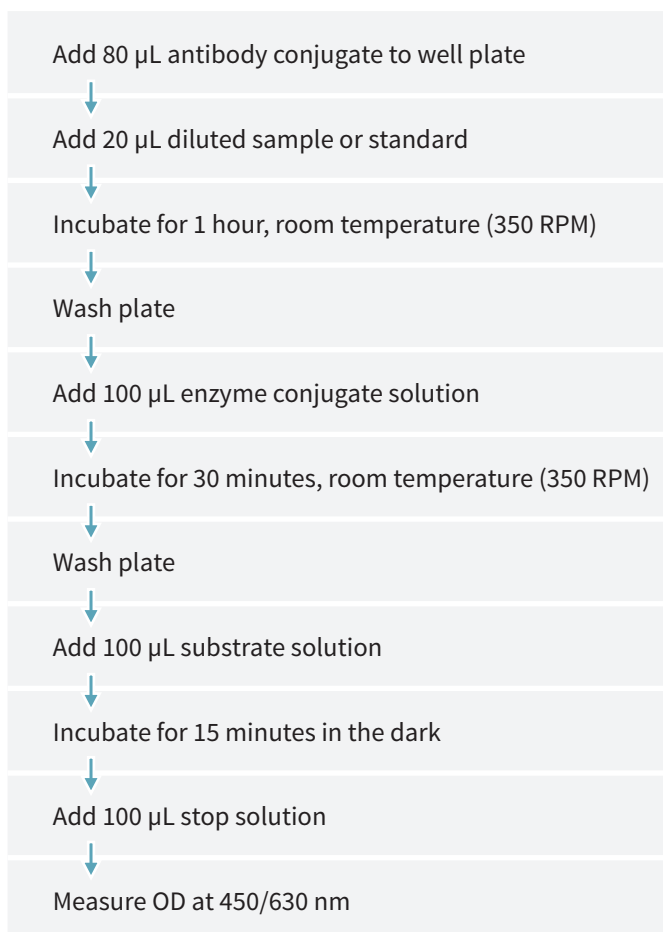 Add 80 µL antibody conjugate to well plate
Add 20 µL diluted sample or standard
Incubate for 1 hour, room temperature (350 RPM)
Wash plate
Add 100 µL enzyme conjugate solution
Incubate for 30 minutes, room temperature (350 RPM)
Wash plate
Add 100 µL substrate solution
Incubate for 15 minutes in the dark
Add 100 µL stop solution
Measure OD at 450/630 nm